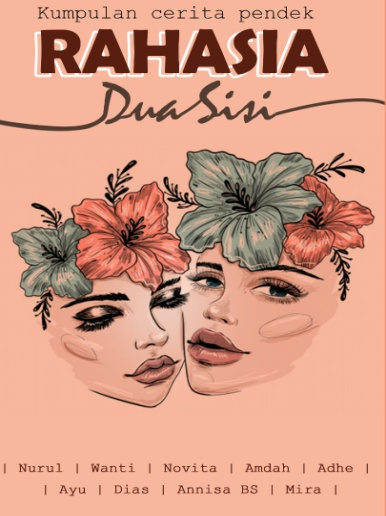 Kumpulan cerita pendek
RAHASIA
Dua Sisi
| Nurul | Wanti | Novita | Amdah | Adhe |
| Ayu | Dias | Annisa BS | Mira |